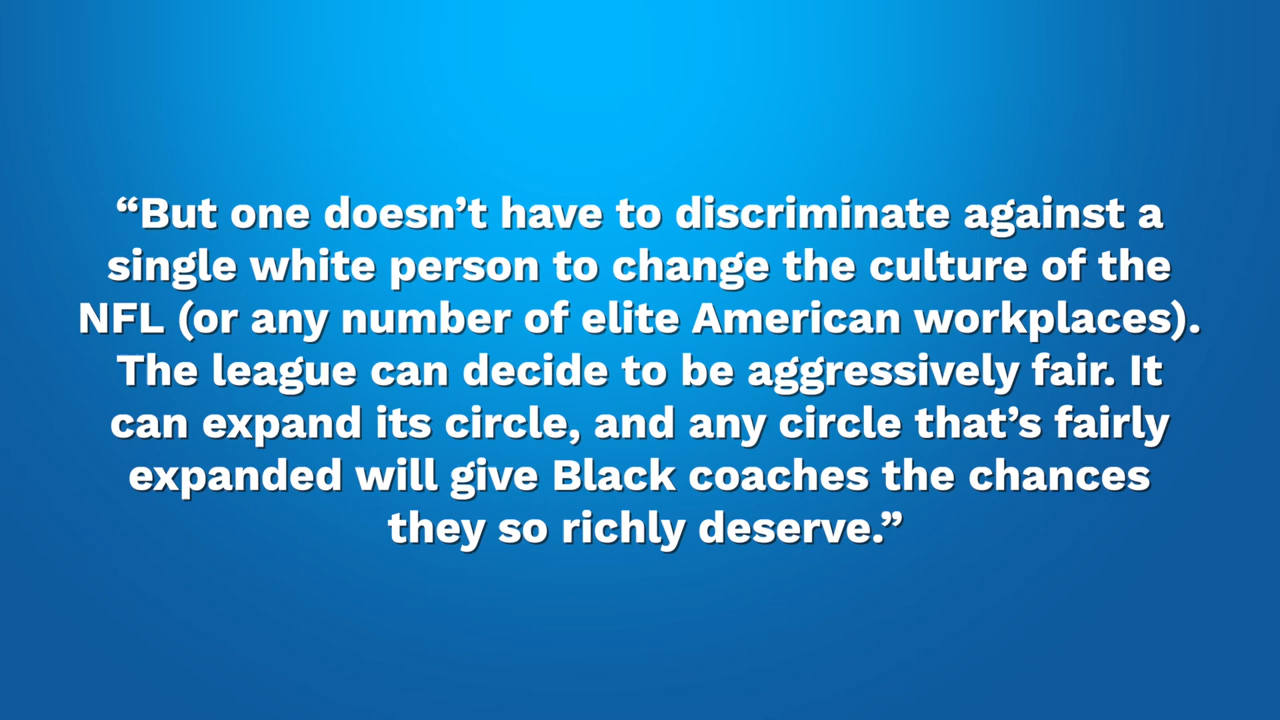 “But one doesn’t have to discriminate against a
single white person to change the culture of the
NFL (or any number of elite American workplaces).
The league can decide to be aggressively fair. It
can expand its circle, and any circle that’s fairly
expanded will give Black coaches the chances
they so richly deserve.”